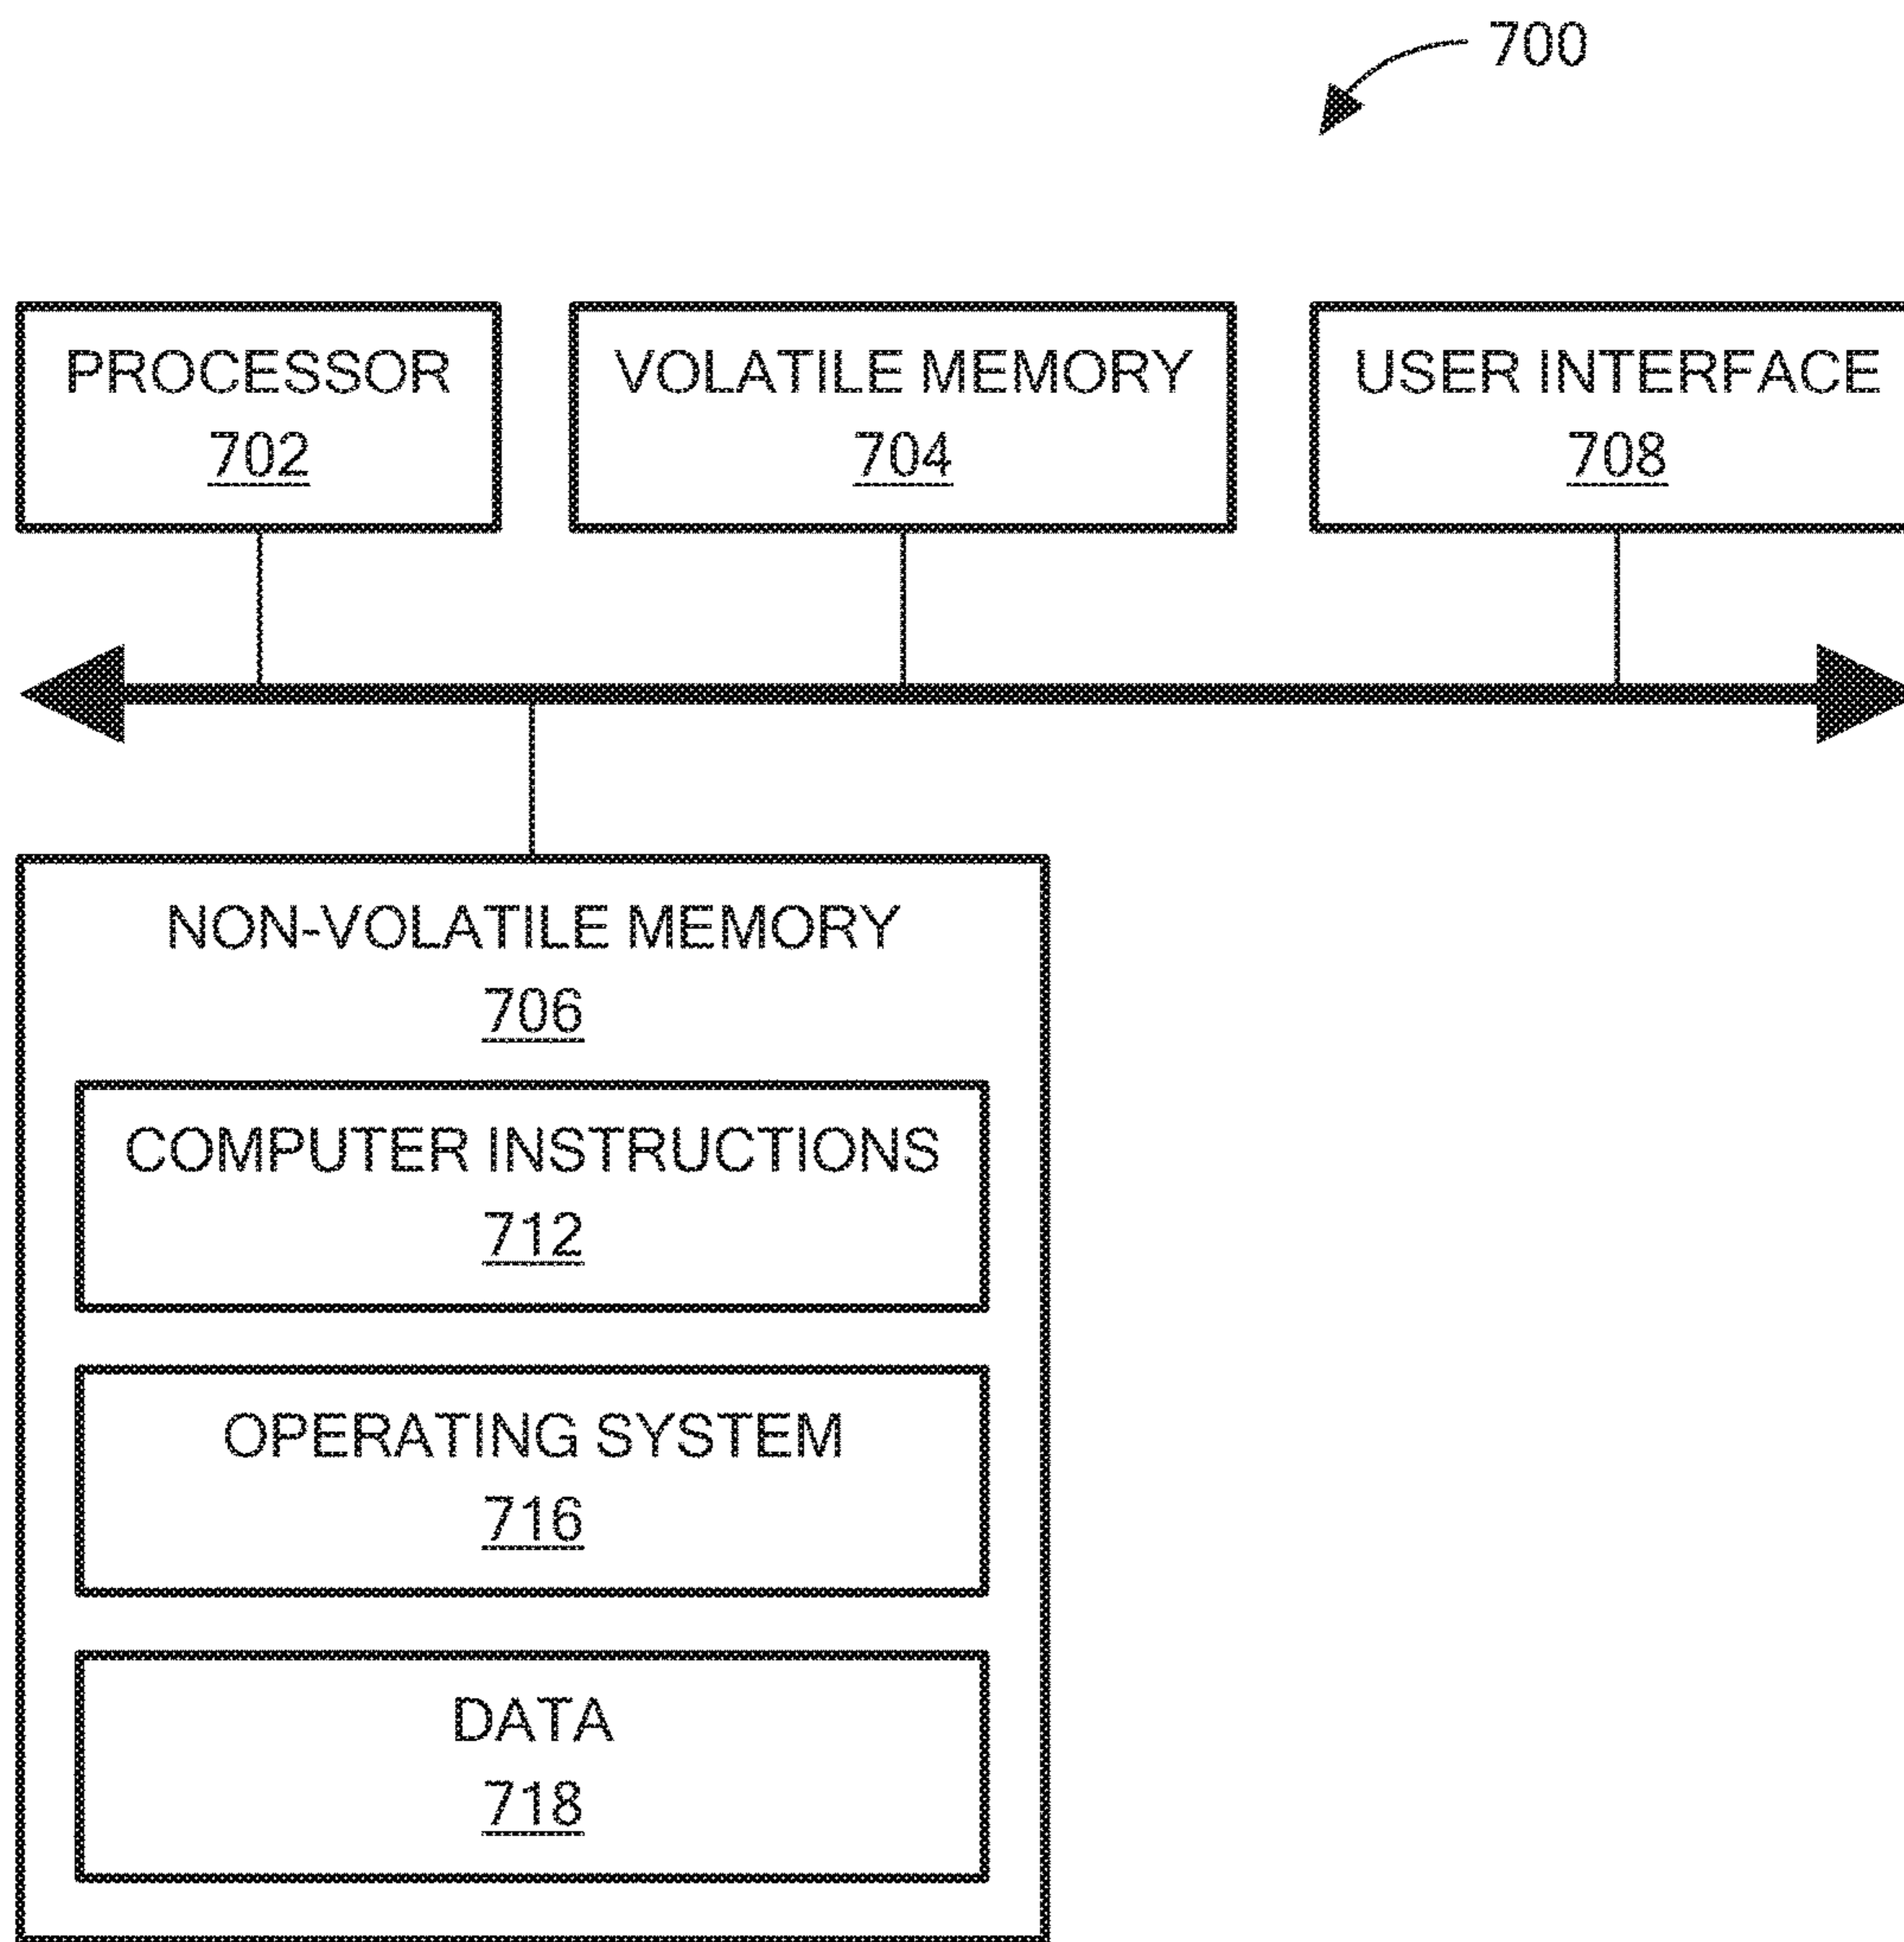 700
PROCESSOR
702
VOLATILE MEMORY
704
USER INTERFACE
708
NON-VOLATILE MEMORY
706
COMPUTER INSTRUCTIONS
712
OPERATING SYSTEM
716
DATA
718